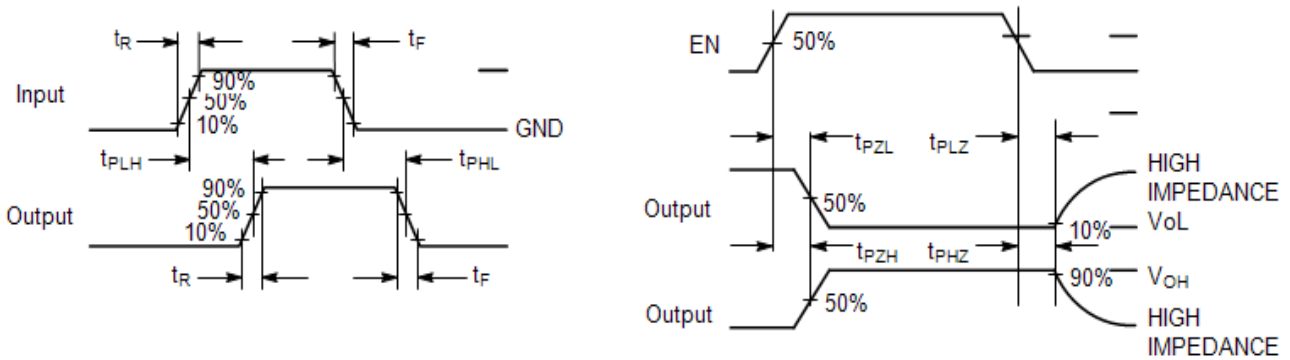 tR
tF
Input
90%
50%
10%
GND
tPLH
tPHL
Output
90%
50%
10%
tR
tF
EN
50%
tPZL
tPLZ
HIGH
IMPEDANCE
Output
50%
10%
VoL
tPZH
tPHZ
90%
VOH
Output
50%
HIGH
IMPEDANCE